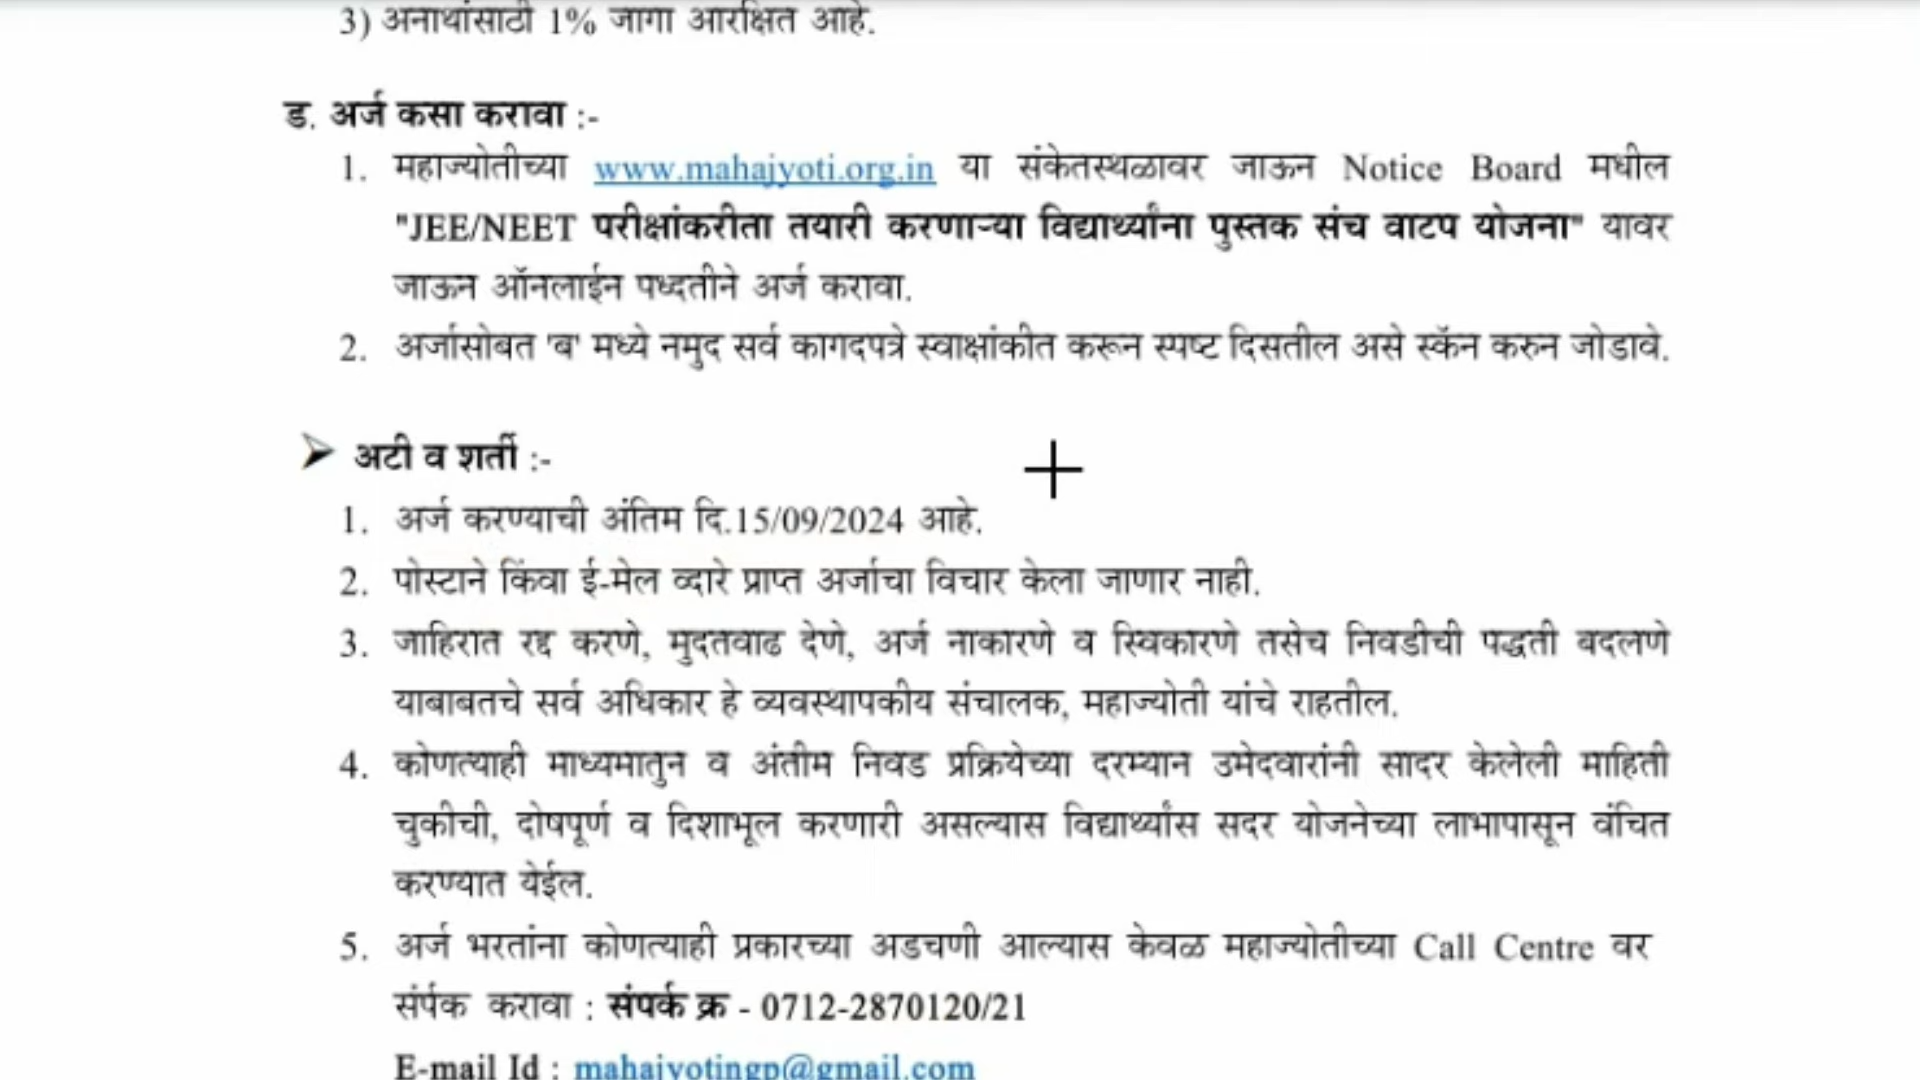 3) अनाथांसाठी 1% जागा आरक्षित आहे.
ड. अर्ज कसा करावा :-
1. महाज्योतीच्या www.mahajyoti.org.in या संकेतस्थळावर जाऊन Notice Board मधील
"JEE/NEET परीक्षांकरीता तयारी करणाऱ्या विद्यार्थ्यांना पुस्तक संच वाटप योजना" यावर
जाऊन ऑनलाईन पध्दतीने अर्ज करावा.
2. अर्जासोबत 'ब' मध्ये नमुद सर्व कागदपत्रे स्वाक्षांकीत करून स्पष्ट दिसतील असे स्कॅन करुन जोडावे.
➢ अटी व शर्ती :-
1. अर्ज करण्याची अंतिम दि.15/09/2024 आहे.
2. पोस्टाने किंवा ई-मेल व्दारे प्राप्त अर्जाचा विचार केला जाणार नाही.
3. जाहिरात रद्द करणे, मुदतवाढ देणे, अर्ज नाकारणे व स्विकारणे तसेच निवडीची पद्धती बदलणे
याबाबतचे सर्व अधिकार हे व्यवस्थापकीय संचालक, महाज्योती यांचे राहतील.
4. कोणत्याही माध्यमातुन व अंतीम निवड प्रक्रियेच्या दरम्यान उमेदवारांनी सादर केलेली माहिती
चुकीची, दोषपूर्ण व दिशाभूल करणारी असल्यास विद्यार्थ्यांस सदर योजनेच्या लाभापासून वंचित
करण्यात येईल.
5. अर्ज भरतांना कोणत्याही प्रकारच्या अडचणी आल्यास केवळ महाज्योतीच्या Call Centre वर
संर्पक करावा : संपर्क क्र - 0712-2870120/21
E-mail Id : mahajyotingp@gmail.com